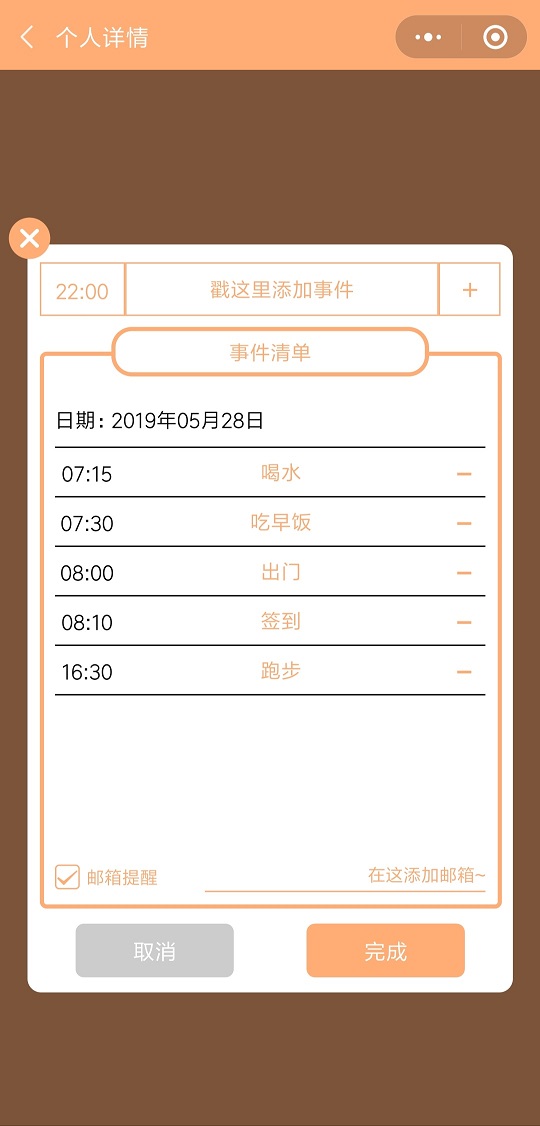 个人详情
22:00 戳这里添加事件 +
事件清单
日期：2019年05月28日
07:15 喝水 −
07:30 吃早饭 −
08:00 出门 −
08:10 签到 −
16:30 跑步 −
邮箱提醒 在这添加邮箱~
取消 完成